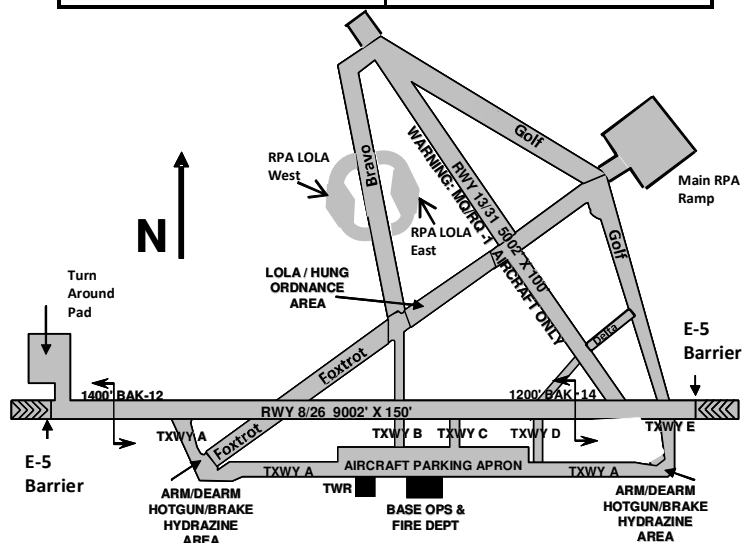 Golf
Bravo
RPA LOLA
West
RWY 13/31 5002' X 100'
WARNING: MQ/RQ -1 AIRCRAFT ONLY
Main RPA
Ramp
RPA LOLA
East
N
Golf
LOLA / HUNG
ORDNANCE
AREA
Turn
Around
Pad
Delta
E-5
Barrier
Foxtrot
1400' BAK-12
1200' BAK -14
RWY 8/26 9002' X 150'
TXWY A
Foxtrot
TXWY B
TXWY C
TXWY D
TXWY E
E-5
Barrier
TXWY A
AIRCRAFT PARKING APRON
TXWY A
ARM/DEARM
HOTGUN/BRAKE
HYDRAZINE
AREA
TWR
BASE OPS &
FIRE DEPT
ARM/DEARM
HOTGUN/BRAKE
HYDRAZINE
AREA